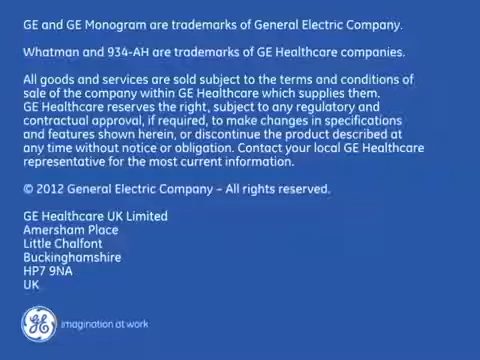 GE and GE Monogram are trademarks of General Electric Company.
Whatman and 934-AH are trademarks of GE Healthcare companies.
All goods and services are sold subject to the terms and conditions of
sale of the company within GE Healthcare which supplies them.
GE Healthcare reserves the right, subject to any regulatory and
contractual approval, if required, to make changes in specifications
and features shown herein, or discontinue the product described at
any time without notice or obligation. Contact your local GE Healthcare
representative for the most current information.
© 2012 General Electric Company – All rights reserved.
GE Healthcare UK Limited
Amersham Place
Little Chalfont
Buckinghamshire
HP7 9NA
UK
GE imagination at work